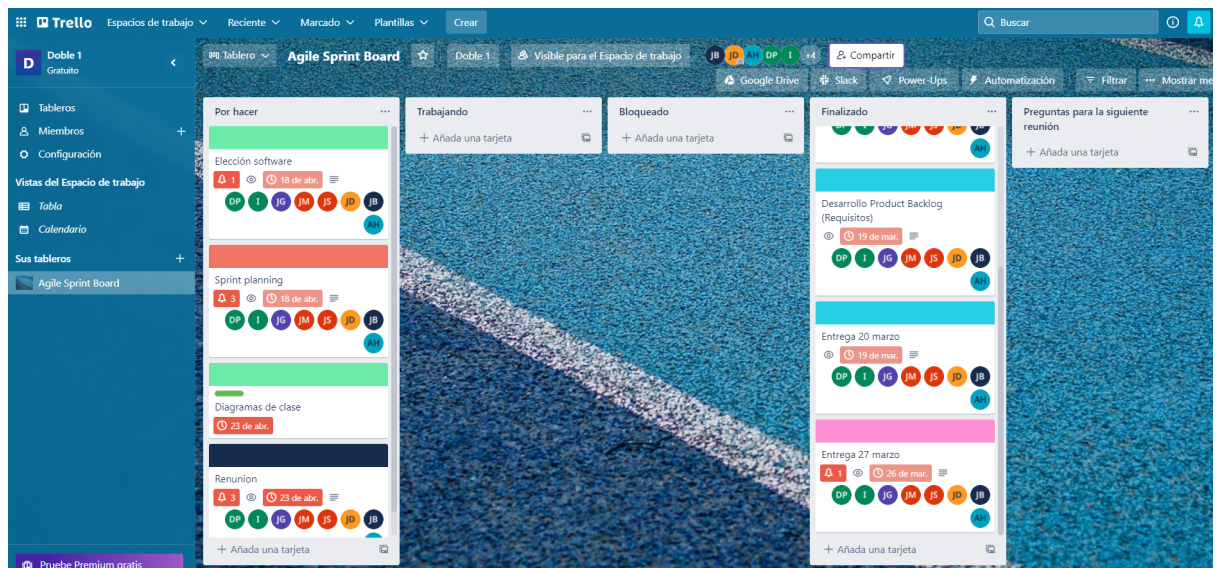 Trello Espacios de trabajo Reciente Marcado Plantillas Crear Buscar
D Doble 1
Gratuito
Tableros
Miembros
Configuración
Vistas del Espacio de trabajo
Tabla
Calendario
Sus tableros
Agile Sprint Board
Pruebe Premium gratis
Tablero Agile Sprint Board Doble 1 Visible para el Espacio de trabajo JB JD AH DP I +4 Compartir
Google Drive Slack Power-Ups Automatización Filtrar Mostrar me
Por hacer
Elección software
1 18 de abr.
DP I JG JM JS JD JB
AH
Sprint planning
3 18 de abr.
DP I JG JM JS JD JB
AH
Diagramas de clase
23 de abr.
Renunion
3 23 de abr.
DP I JG JM JS JD JB
+ Añada una tarjeta
Trabajando
+ Añada una tarjeta
Bloqueado
+ Añada una tarjeta
Finalizado
AH
Desarrollo Product Backlog
(Requisitos)
19 de mar.
DP I JG JM JS JD JB
AH
Entrega 20 marzo
19 de mar.
DP I JG JM JS JD JB
AH
Entrega 27 marzo
1 26 de mar.
DP I JG JM JS JD JB
AH
+ Añada una tarjeta
Preguntas para la siguiente
reunión
+ Añada una tarjeta